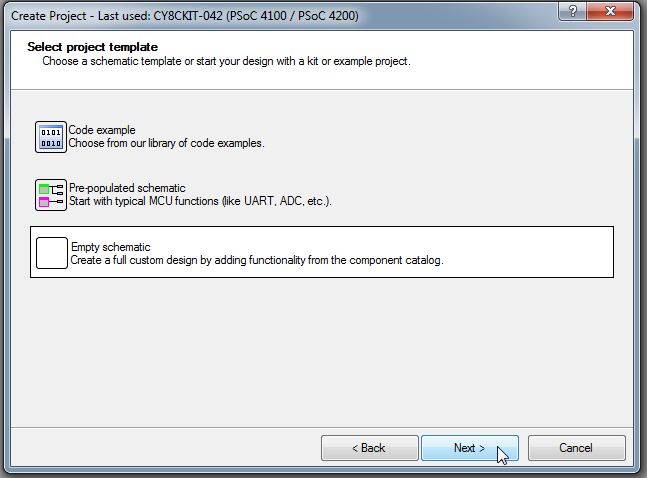 Create Project - Last used: CY8CKIT-042 (PSoC 4100 / PSoC 4200)
?
Select project template
Choose a schematic template or start your design with a kit or example project.
0101
0010
Code example
Choose from our library of code examples.
Pre-populated schematic
Start with typical MCU functions (like UART, ADC, etc.).
Empty schematic
Create a full custom design by adding functionality from the component catalog.
< Back
Next >
Cancel